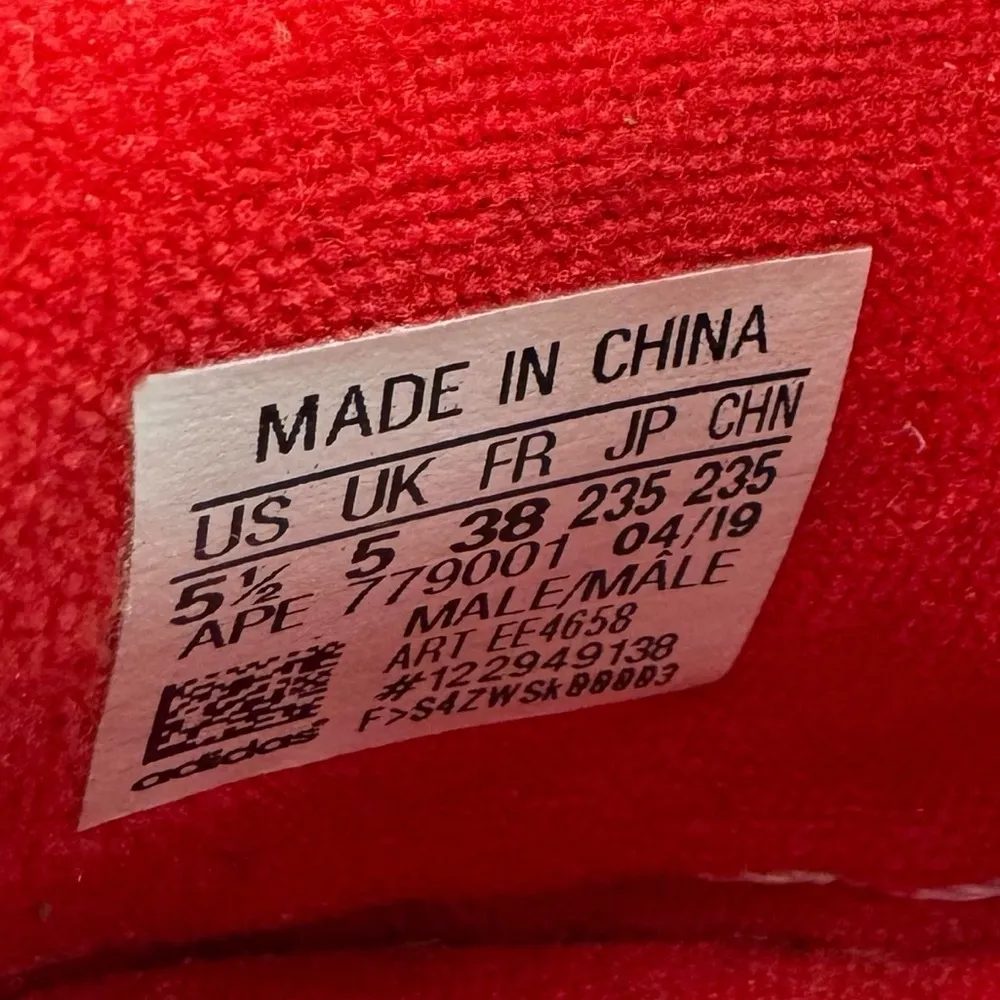 MADE IN CHINA
US UK FR JP CHN
5½ 5 38 235 235
APE 779001 04/19
MALE/MÂLE
ART EE4658
#122949138
F>S4ZWSk00003
adidas